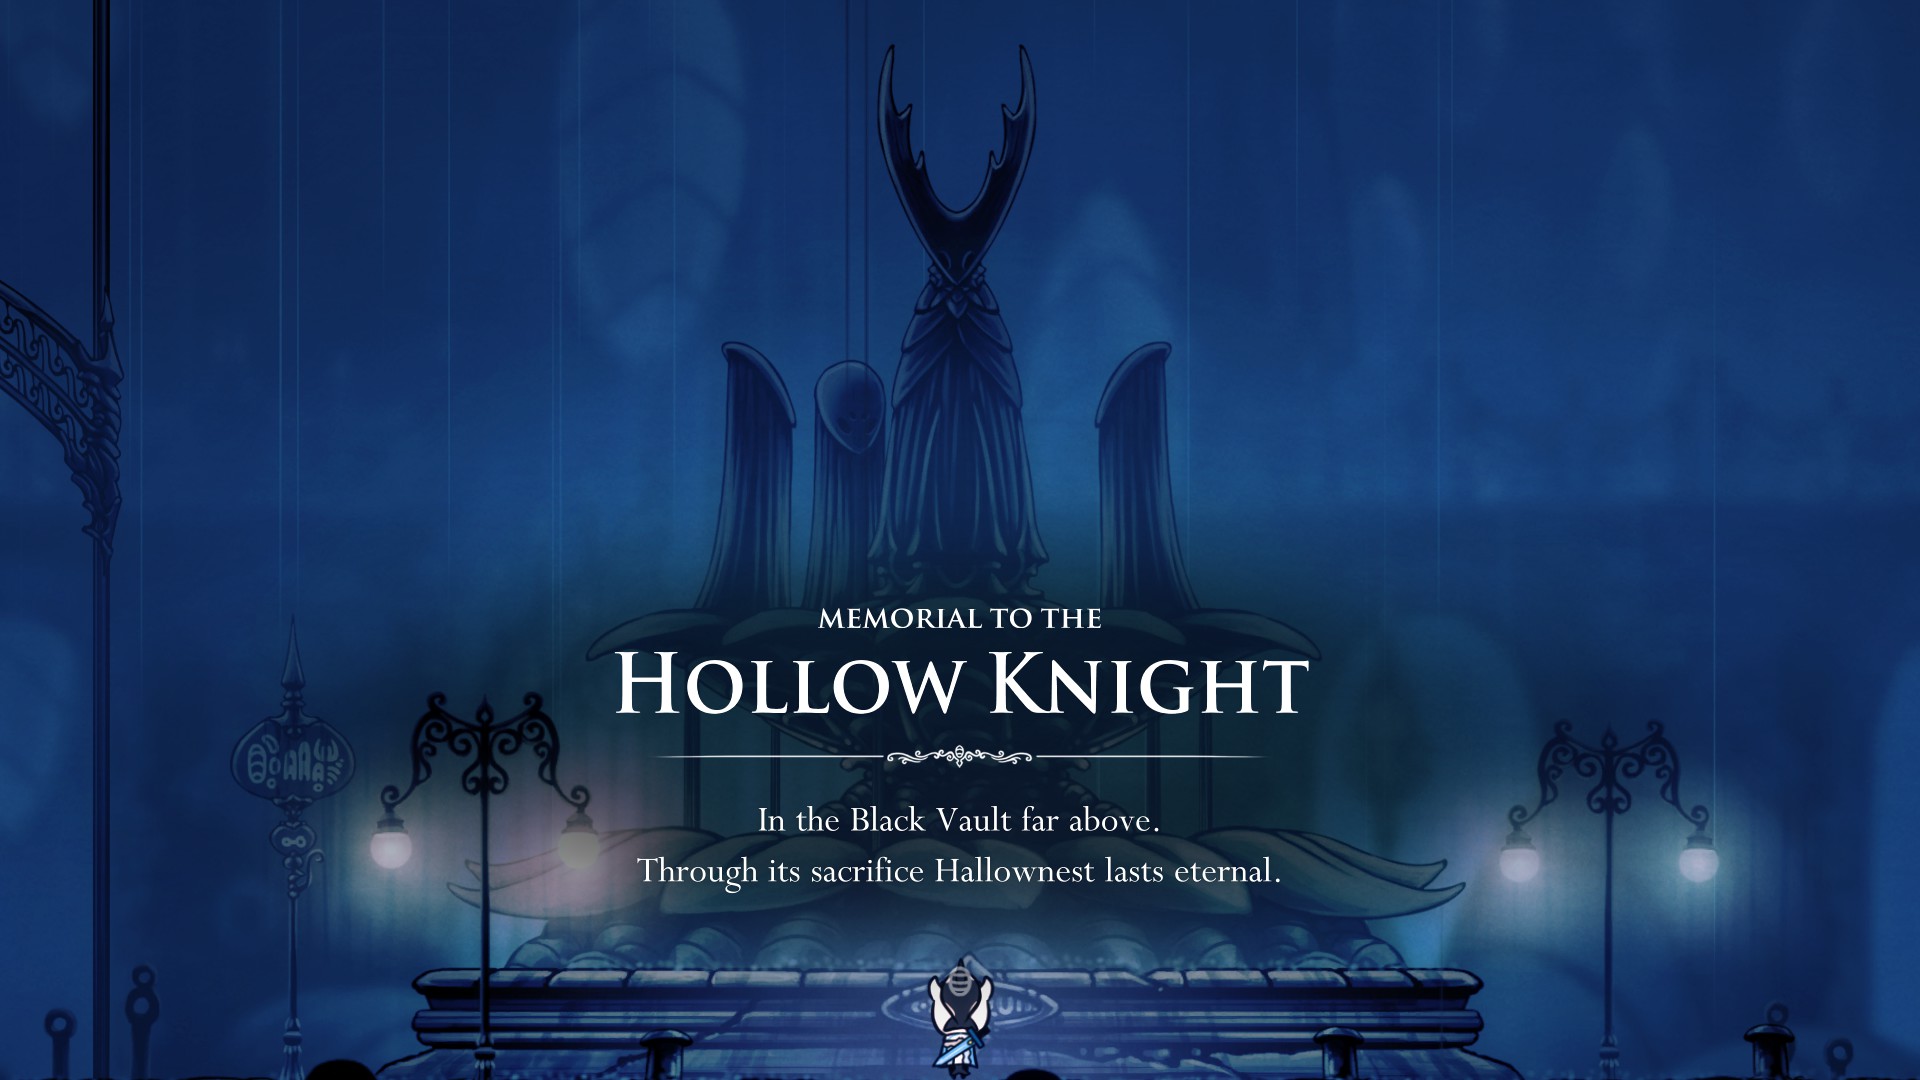 MEMORIAL TO THE
HOLLOW KNIGHT
In the Black Vault far above.
Through its sacrifice Hallownest lasts eternal.